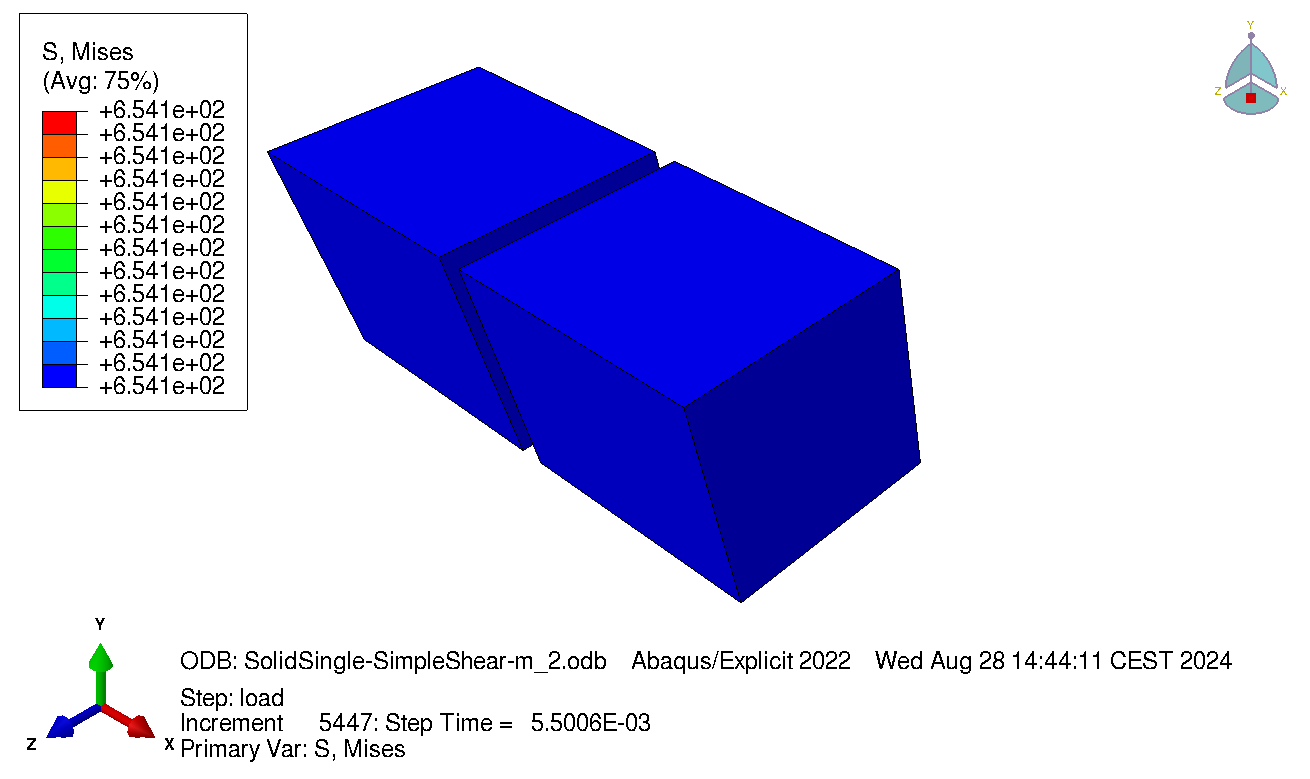 S, Mises
(Avg: 75%)
+6.541e+02
+6.541e+02
+6.541e+02
+6.541e+02
+6.541e+02
+6.541e+02
+6.541e+02
+6.541e+02
+6.541e+02
+6.541e+02
+6.541e+02
+6.541e+02
+6.541e+02
Y
Z X
Y
Z X
ODB: SolidSingle-SimpleShear-m_2.odb Abaqus/Explicit 2022 Wed Aug 28 14:44:11 CEST 2024
Step: load
Increment 5447: Step Time = 5.5006E-03
Primary Var: S, Mises